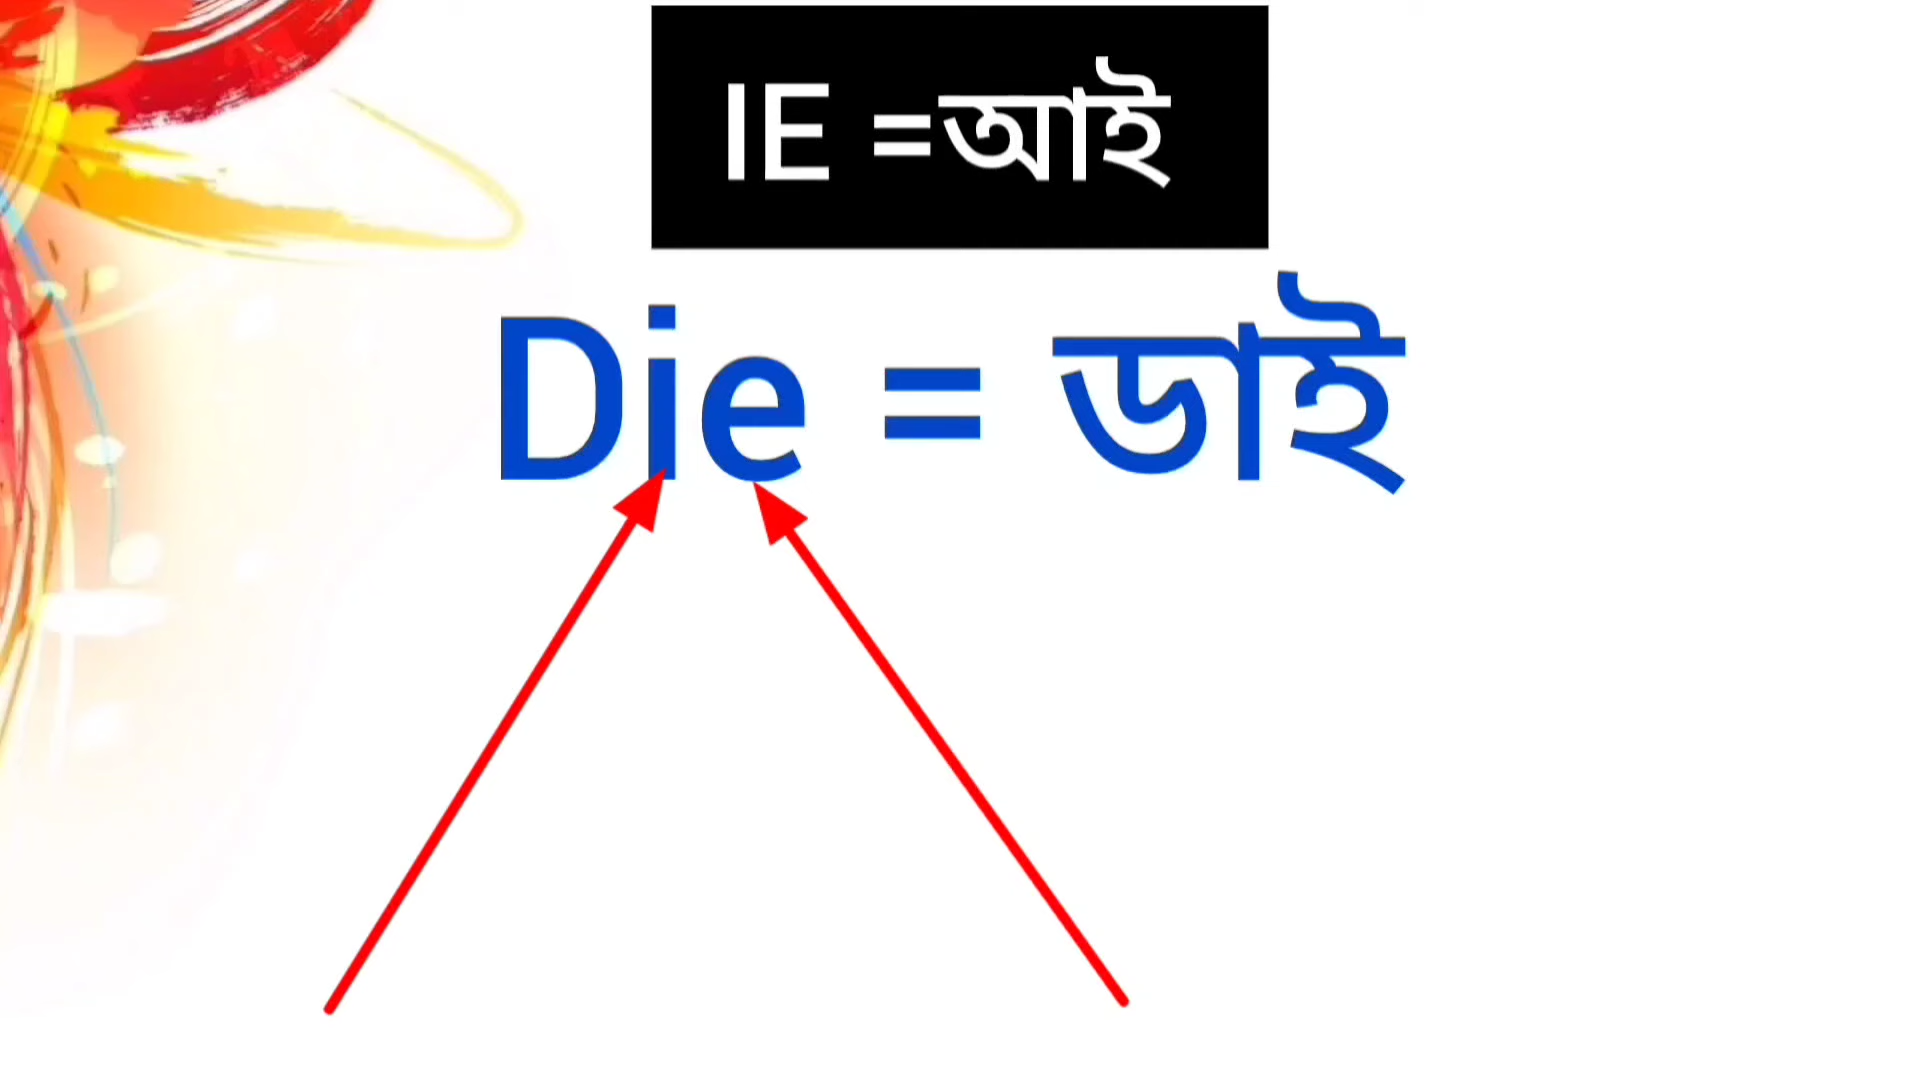 IE =আই
Die = ডাই